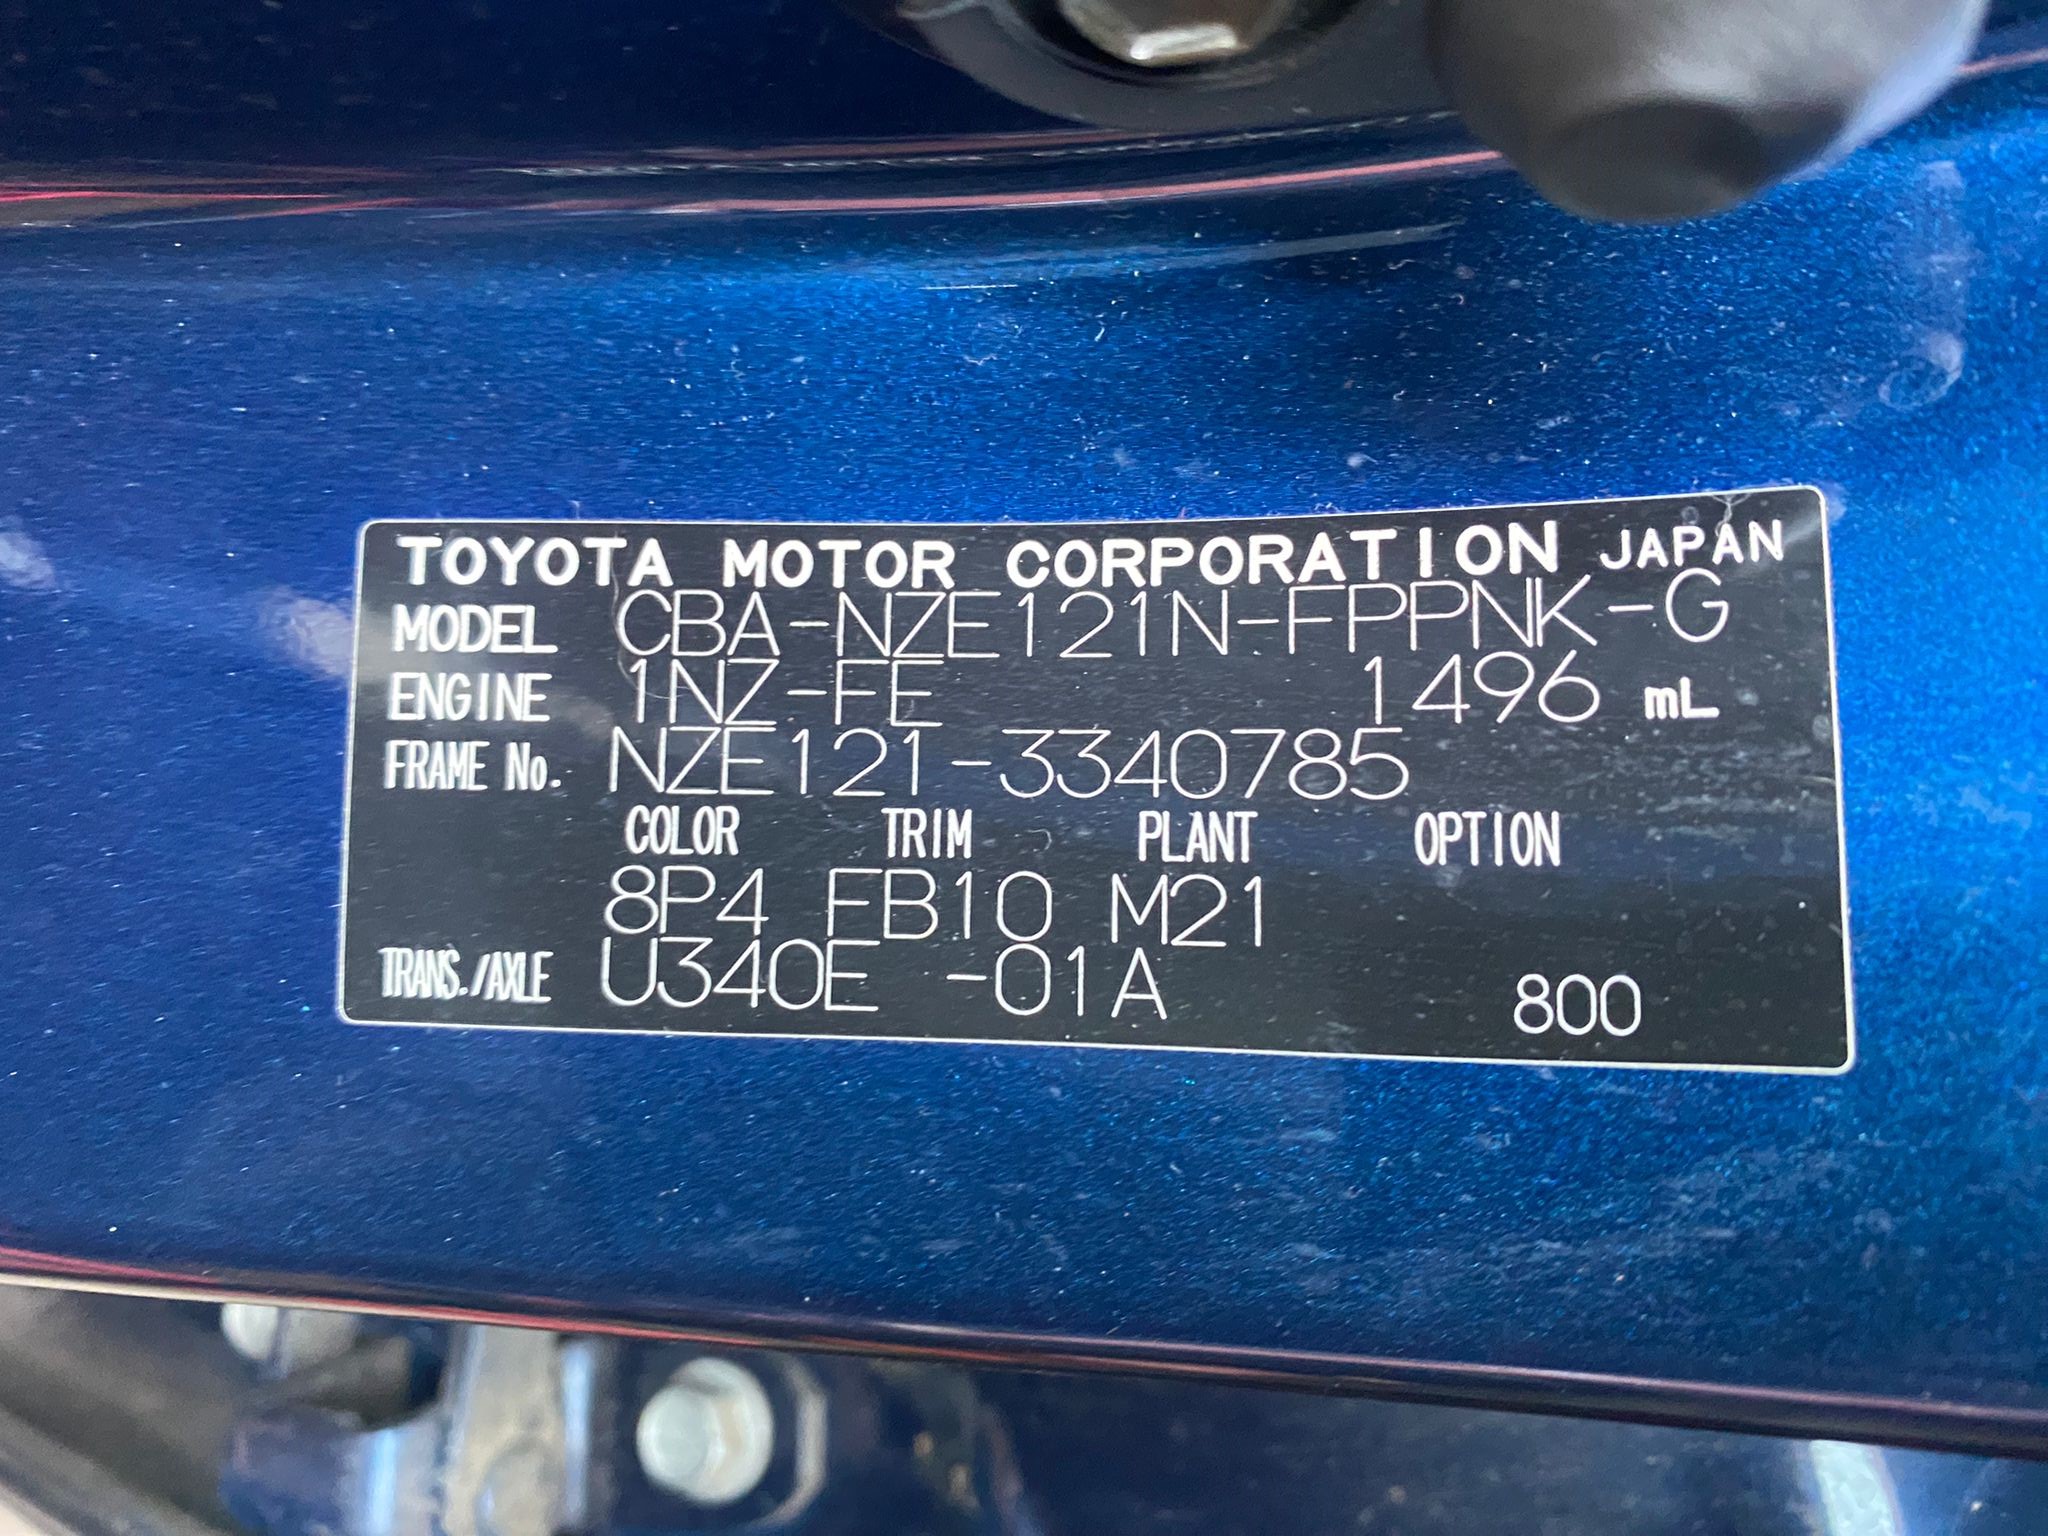 TOYOTA MOTOR CORPORATION JAPAN
MODEL CBA-NZE121N-FPPNK-G
ENGINE 1NZ-FE 1496 mL
FRAME No. NZE121-3340785
COLOR TRIM PLANT OPTION
8P4 FB10 M21
TRANS./AXLE U340E -01A 800